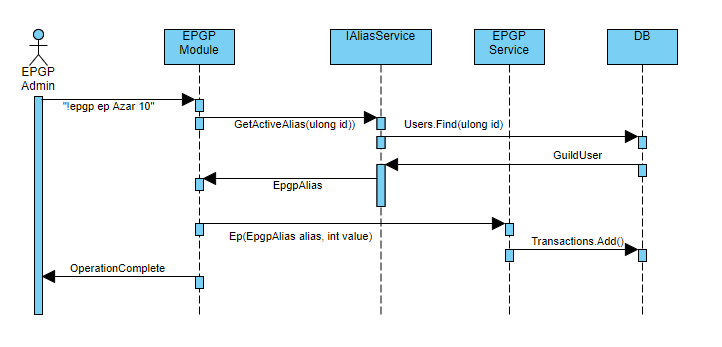 EPGP
Module
IAliasService
EPGP
Service
DB
EPGP
Admin
"!epgp ep Azar 10"
GetActiveAlias(ulong id))
Users.Find(ulong id)
GuildUser
EpgpAlias
Ep(EpgpAlias alias, int value)
Transactions.Add()
OperationComplete